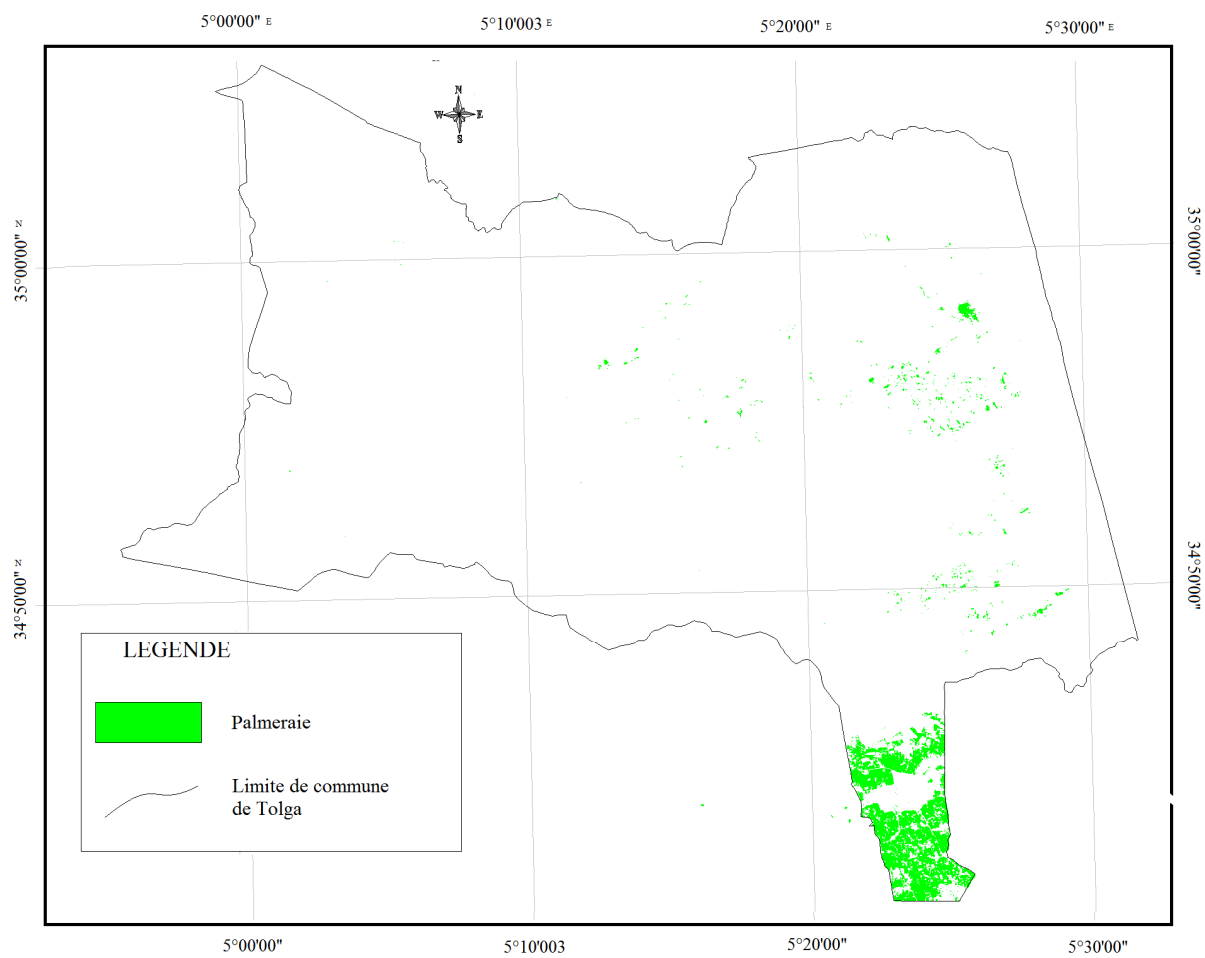 5°00'00" E
5°10'003 E
5°20'00" E
5°30'00" E
N
W E
S
35°00'00" N
35°00'00"
34°50'00" N
34°50'00"
LEGENDE
Palmeraie
Limite de commune
de Tolga
5°00'00"
5°10'003
5°20'00"
5°30'00"